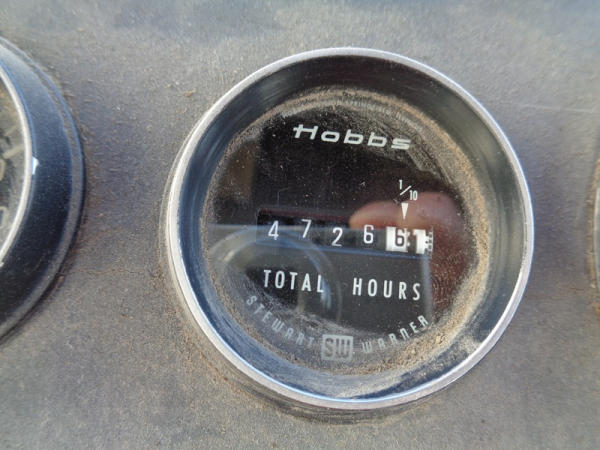 Hobbs
1/10
4 7 2 6 6
TOTAL HOURS
STEWART SW WARNER